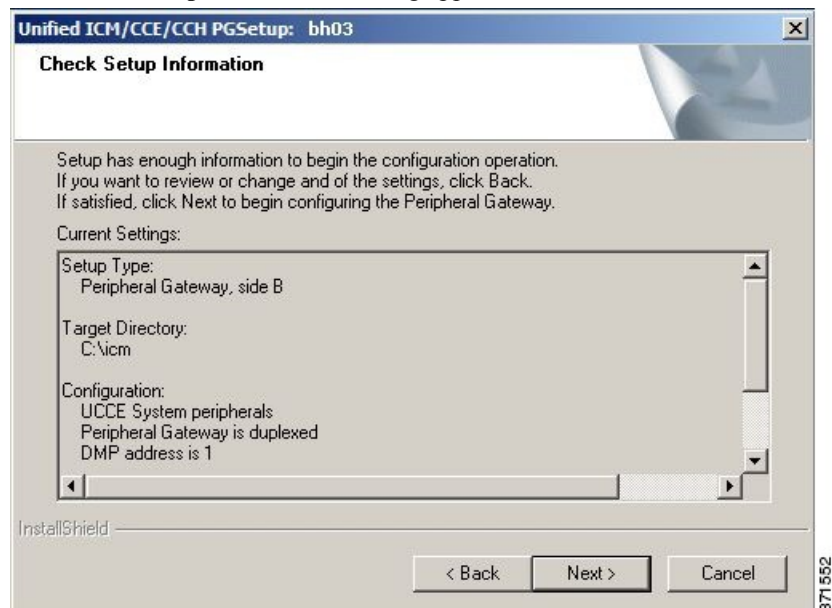 Unified ICM/CCE/CCH PGSetup: bh03
Check Setup Information
Setup has enough information to begin the configuration operation.
If you want to review or change and of the settings, click Back.
If satisfied, click Next to begin configuring the Peripheral Gateway.
Current Settings:
Setup Type:
Peripheral Gateway, side B
Target Directory:
C:\icm
Configuration:
UCCE System peripherals
Peripheral Gateway is duplexed
DMP address is 1
InstallShield
< Back
Next >
Cancel
371552